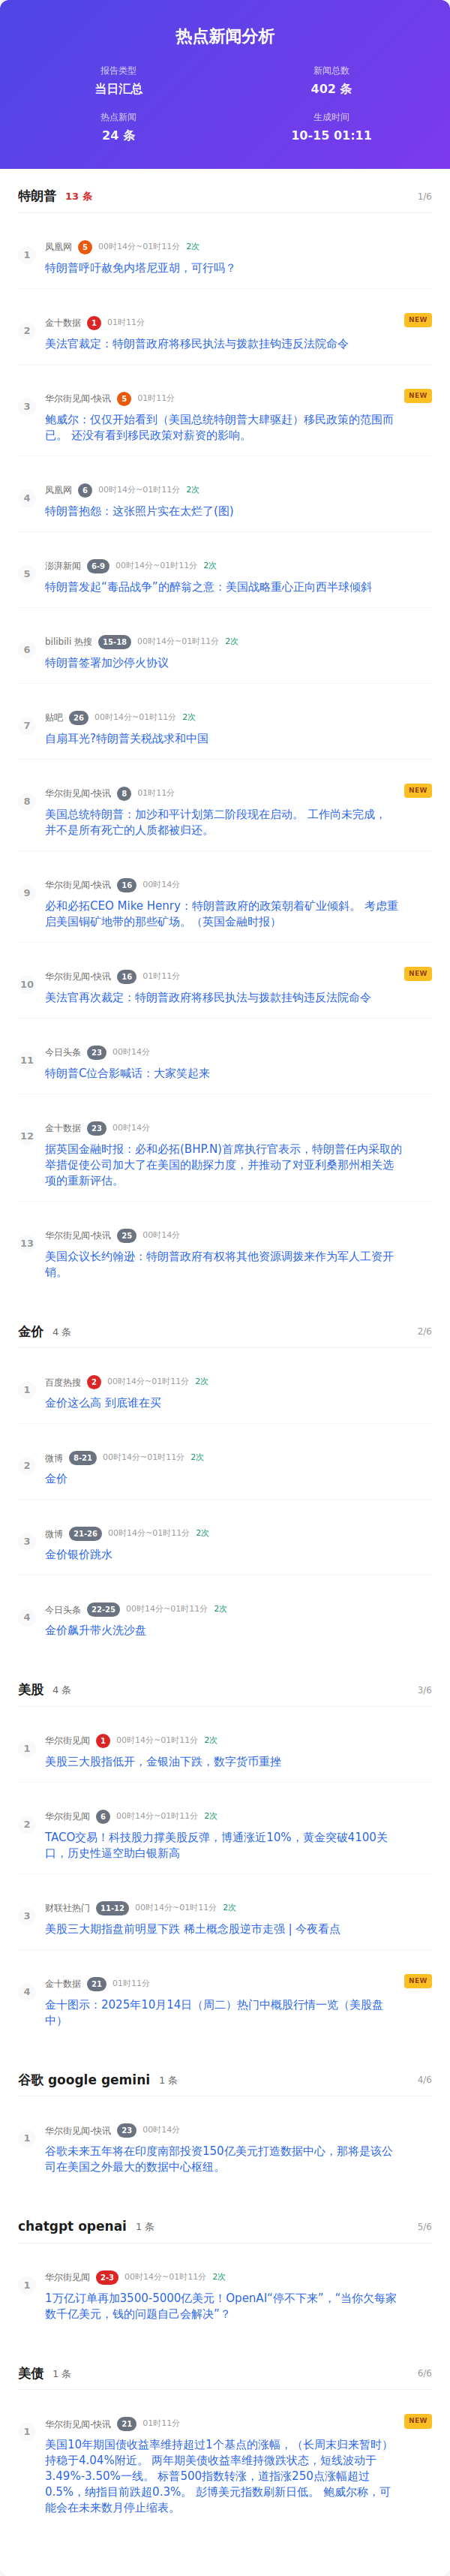 热点新闻分析
报告类型
当日汇总
新闻总数
402 条
热点新闻
24 条
生成时间
10-15 01:11
特朗普 13 条 1/6
1
凤凰网 5 00时14分~01时11分 2次
特朗普呼吁赦免内塔尼亚胡，可行吗？
2
金十数据 1 01时11分 NEW
美法官裁定：特朗普政府将移民执法与拨款挂钩违反法院命令
3
华尔街见闻-快讯 5 01时11分 NEW
鲍威尔：仅仅开始看到（美国总统特朗普大肆驱赶）移民政策的范围而
已。 还没有看到移民政策对薪资的影响。
4
凤凰网 6 00时14分~01时11分 2次
特朗普抱怨：这张照片实在太烂了(图)
5
澎湃新闻 6-9 00时14分~01时11分 2次
特朗普发起“毒品战争”的醉翁之意：美国战略重心正向西半球倾斜
6
bilibili 热搜 15-18 00时14分~01时11分 2次
特朗普签署加沙停火协议
7
贴吧 26 00时14分~01时11分 2次
自扇耳光?特朗普关税战求和中国
8
华尔街见闻-快讯 8 01时11分 NEW
美国总统特朗普：加沙和平计划第二阶段现在启动。 工作尚未完成，
并不是所有死亡的人质都被归还。
9
华尔街见闻-快讯 16 00时14分
必和必拓CEO Mike Henry：特朗普政府的政策朝着矿业倾斜。 考虑重
启美国铜矿地带的那些矿场。（英国金融时报）
10
华尔街见闻-快讯 16 01时11分 NEW
美法官再次裁定：特朗普政府将移民执法与拨款挂钩违反法院命令
11
今日头条 23 00时14分
特朗普C位合影喊话：大家笑起来
12
金十数据 23 00时14分
据英国金融时报：必和必拓(BHP.N)首席执行官表示，特朗普任内采取的
举措促使公司加大了在美国的勘探力度，并推动了对亚利桑那州相关选
项的重新评估。
13
华尔街见闻-快讯 25 00时14分
美国众议长约翰逊：特朗普政府有权将其他资源调拨来作为军人工资开
销。
金价 4 条 2/6
1
百度热搜 2 00时14分~01时11分 2次
金价这么高 到底谁在买
2
微博 8-21 00时14分~01时11分 2次
金价
3
微博 21-26 00时14分~01时11分 2次
金价银价跳水
4
今日头条 22-25 00时14分~01时11分 2次
金价飙升带火洗沙盘
美股 4 条 3/6
1
华尔街见闻 1 00时14分~01时11分 2次
美股三大股指低开，金银油下跌，数字货币重挫
2
华尔街见闻 6 00时14分~01时11分 2次
TACO交易！科技股力撑美股反弹，博通涨近10%，黄金突破4100关
口，历史性逼空助白银新高
3
财联社热门 11-12 00时14分~01时11分 2次
美股三大期指盘前明显下跌 稀土概念股逆市走强 | 今夜看点
4
金十数据 21 01时11分 NEW
金十图示：2025年10月14日（周二）热门中概股行情一览（美股盘
中）
谷歌 google gemini 1 条 4/6
1
华尔街见闻-快讯 23 00时14分
谷歌未来五年将在印度南部投资150亿美元打造数据中心，那将是该公
司在美国之外最大的数据中心枢纽。
chatgpt openai 1 条 5/6
1
华尔街见闻 2-3 00时14分~01时11分 2次
1万亿订单再加3500-5000亿美元！OpenAI“停不下来”，“当你欠每家
数千亿美元，钱的问题自己会解决”？
美债 1 条 6/6
1
华尔街见闻-快讯 21 01时11分 NEW
美国10年期国债收益率维持超过1个基点的涨幅，（长周末归来暂时）
持稳于4.04%附近。 两年期美债收益率维持微跌状态，短线波动于
3.49%-3.50%一线。 标普500指数转涨，道指涨250点涨幅超过
0.5%，纳指目前跌超0.3%。 彭博美元指数刷新日低。 鲍威尔称，可
能会在未来数月停止缩表。